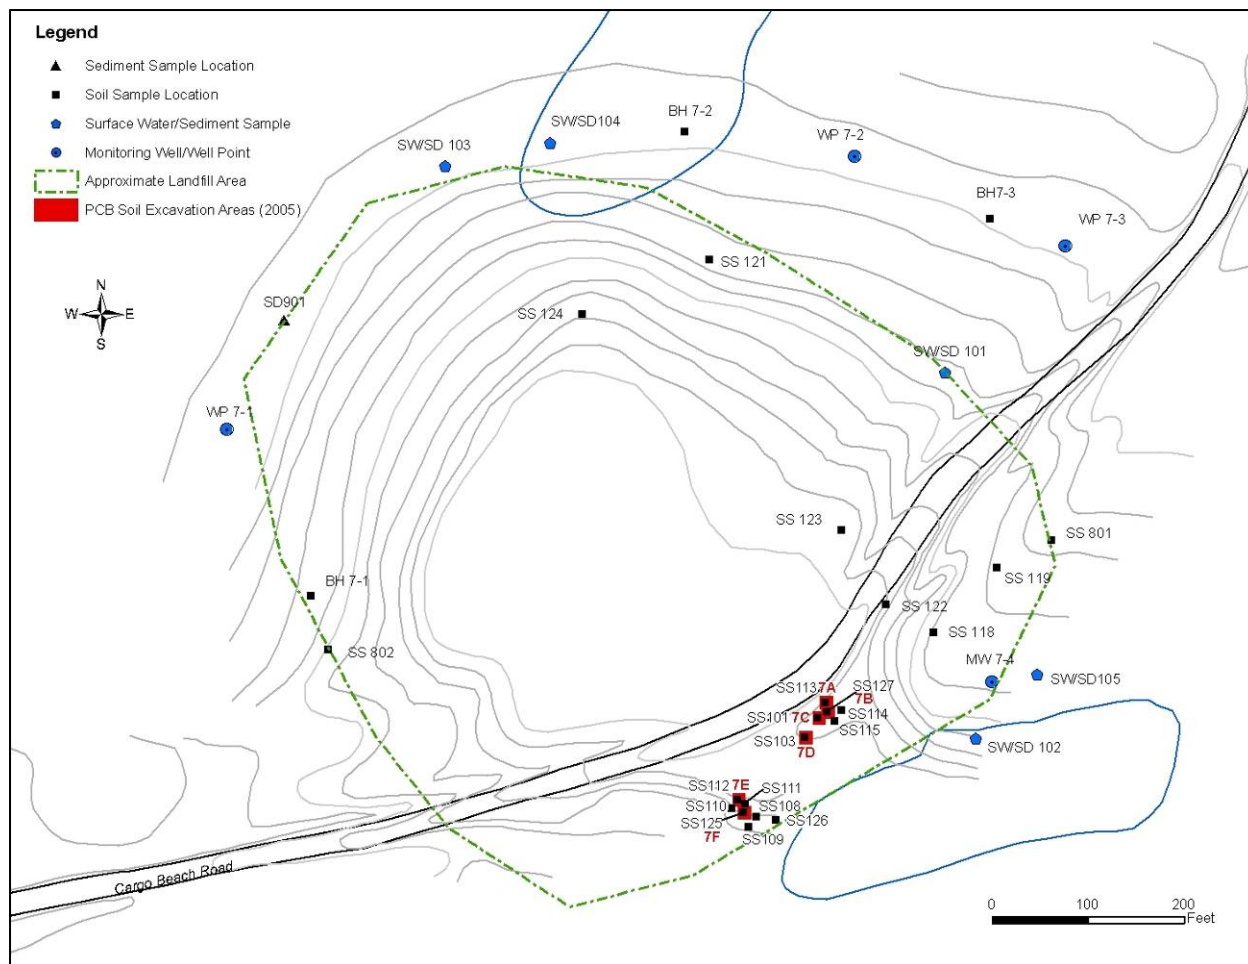 Legend
Sediment Sample Location
Soil Sample Location
Surface Water/Sediment Sample
Monitoring Well/Well Point
Approximate Landfill Area
PCB Soil Excavation Areas (2005)
BH 7-2
SW/SD104
SW/SD 103
WP 7-2
BH7-3
WP 7-3
SS 121
N
W E
S
SD901
SS 124
SW/SD 101
WP 7-1
SS 123
SS 801
SS 119
BH 7-1
SS 122
SS 118
SS 802
MW 7-4
SW/SD105
SS113
7A
SS127
7B
SS101
7C
SS114
SS115
SS103
7D
SW/SD 102
SS112
7E
SS111
SS110
SS108
SS125
SS126
7F
SS109
Cargo Beach Road
0 100 200
Feet